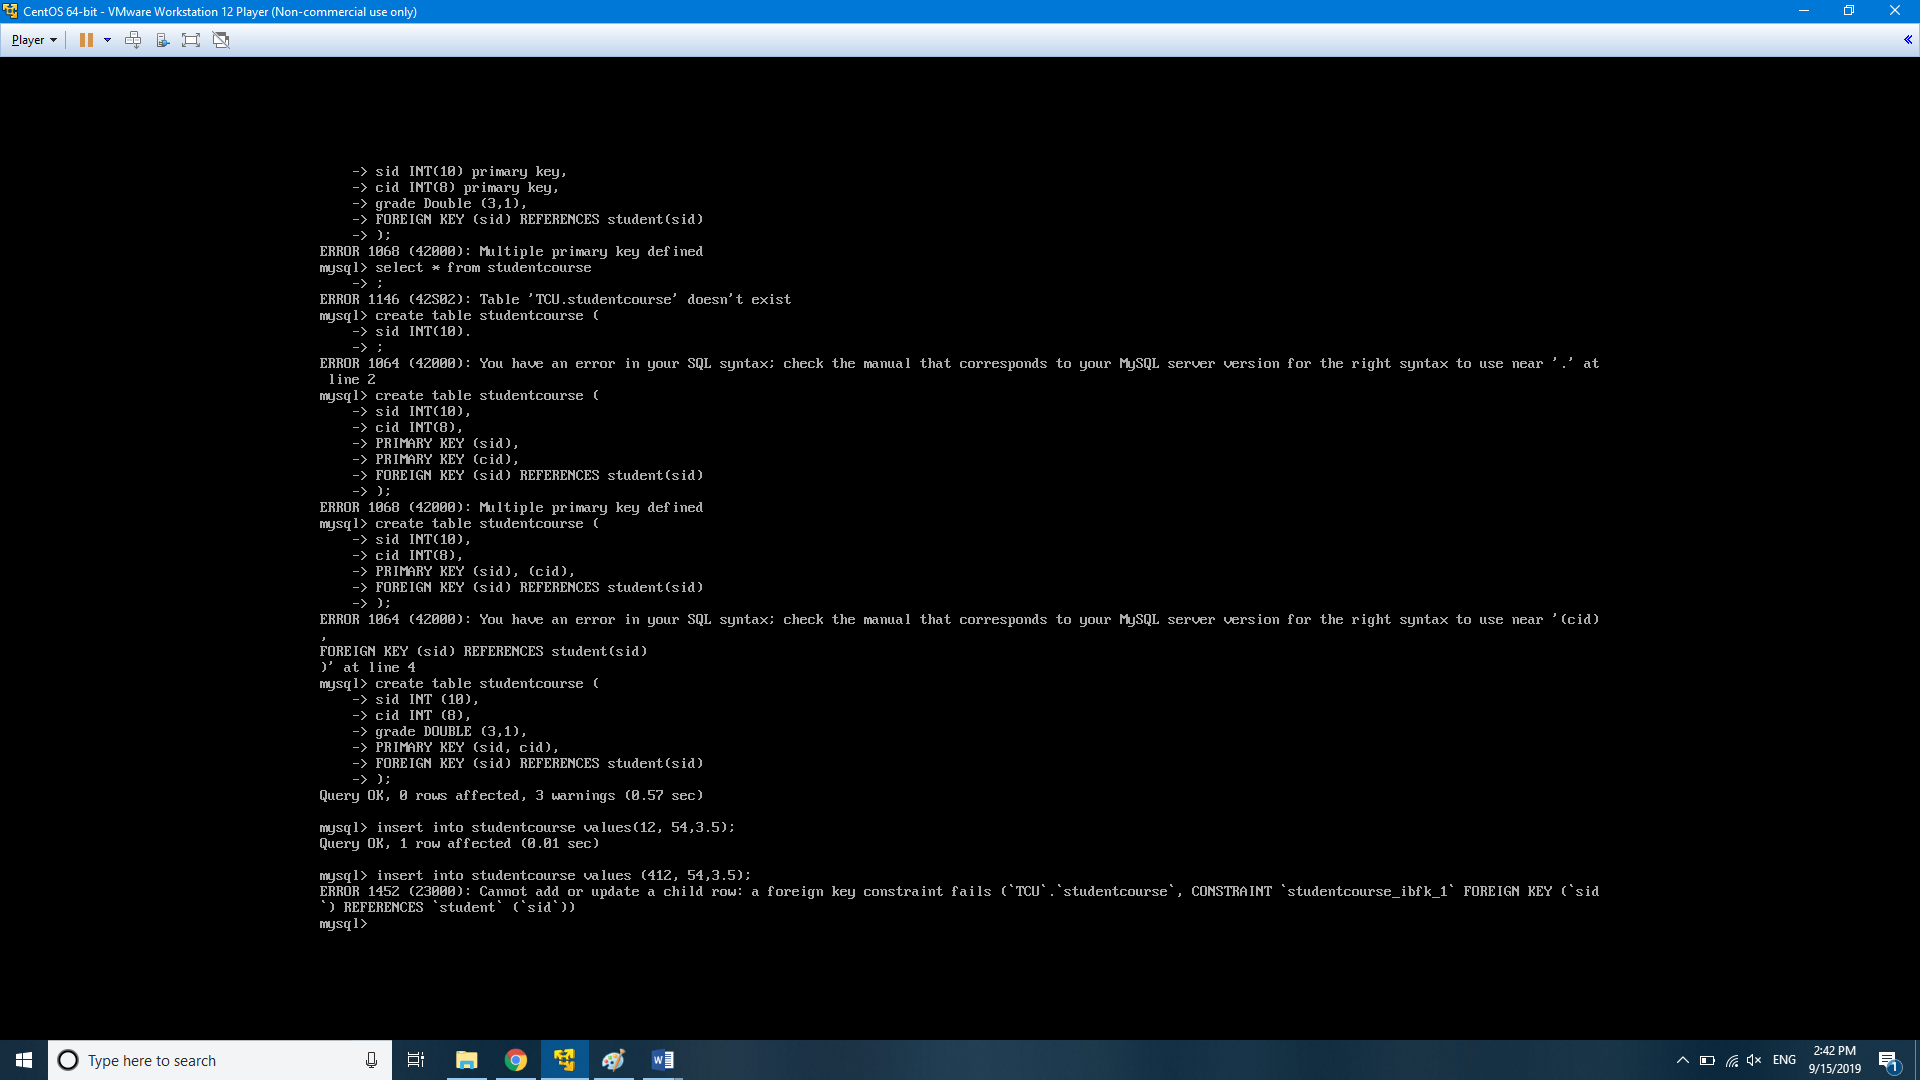 CentOS 64-bit - VMware Workstation 12 Player (Non-commercial use only)
Player
-> sid INT(10) primary key,
-> cid INT(8) primary key,
-> grade Double (3,1),
-> FOREIGN KEY (sid) REFERENCES student(sid)
-> );
ERROR 1068 (42000): Multiple primary key defined
mysql> select * from studentcourse
-> ;
ERROR 1146 (42S02): Table 'TCU.studentcourse' doesn't exist
mysql> create table studentcourse (
-> sid INT(10).
-> ;
ERROR 1064 (42000): You have an error in your SQL syntax; check the manual that corresponds to your MySQL server version for the right syntax to use near '.' at
line 2
mysql> create table studentcourse (
-> sid INT(10),
-> cid INT(8),
-> PRIMARY KEY (sid),
-> PRIMARY KEY (cid),
-> FOREIGN KEY (sid) REFERENCES student(sid)
-> );
ERROR 1068 (42000): Multiple primary key defined
mysql> create table studentcourse (
-> sid INT(10),
-> cid INT(8),
-> PRIMARY KEY (sid), (cid),
-> FOREIGN KEY (sid) REFERENCES student(sid)
-> );
ERROR 1064 (42000): You have an error in your SQL syntax; check the manual that corresponds to your MySQL server version for the right syntax to use near '(cid)
,
FOREIGN KEY (sid) REFERENCES student(sid)
)' at line 4
mysql> create table studentcourse (
-> sid INT (10),
-> cid INT (8),
-> grade DOUBLE (3,1),
-> PRIMARY KEY (sid, cid),
-> FOREIGN KEY (sid) REFERENCES student(sid)
-> );
Query OK, 0 rows affected, 3 warnings (0.57 sec)
mysql> insert into studentcourse values(12, 54,3.5);
Query OK, 1 row affected (0.01 sec)
mysql> insert into studentcourse values (412, 54,3.5);
ERROR 1452 (23000): Cannot add or update a child row: a foreign key constraint fails (`TCU`.`studentcourse`, CONSTRAINT `studentcourse_ibfk_1` FOREIGN KEY (`sid
`) REFERENCES `student` (`sid`))
mysql>
Type here to search
ENG
2:42 PM
9/15/2019
1